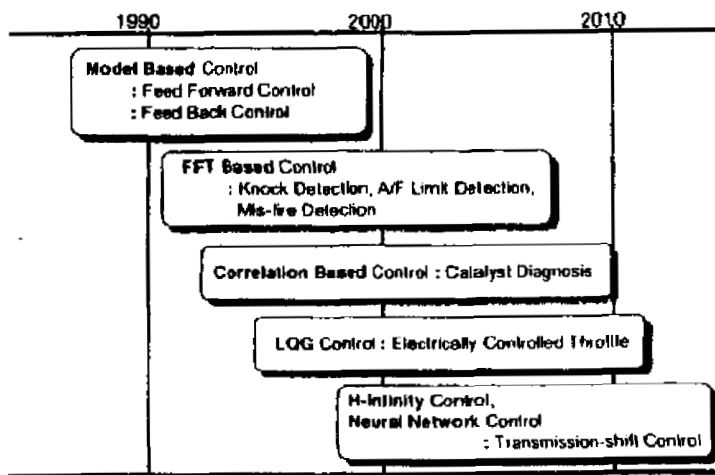 1990 2000 2010
Model Based Control
: Feed Forward Control
: Feed Back Control
FFT Based Control
: Knock Detection, A/F Limit Detection,
Mis-fire Detection
Correlation Based Control : Catalyst Diagnosis
LQG Control : Electrically Controlled Throttle
H-Infinity Control,
Neural Network Control
: Transmission-shift Control